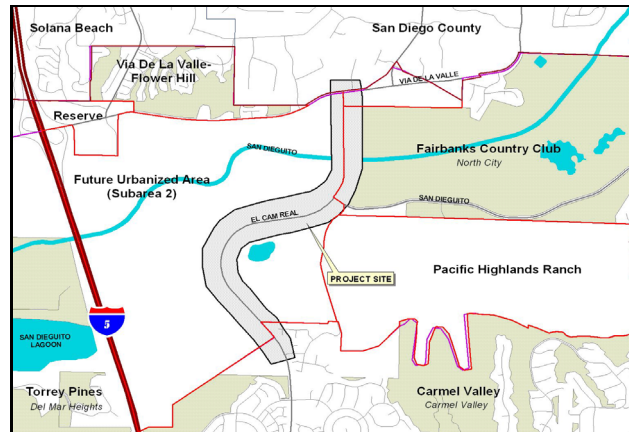 Solana Beach
San Diego County
Via De La Valle-
Flower Hill
VIA DE LA VALLE
Reserve
SAN DIEGUITO
Fairbanks Country Club
North City
Future Urbanized Area
(Subarea 2)
SAN DIEGUITO
EL CAM REAL
PROJECT SITE
Pacific Highlands Ranch
5
SAN DIEGUITO
LAGOON
Torrey Pines
Del Mar Heights
Carmel Valley
Carmel Valley